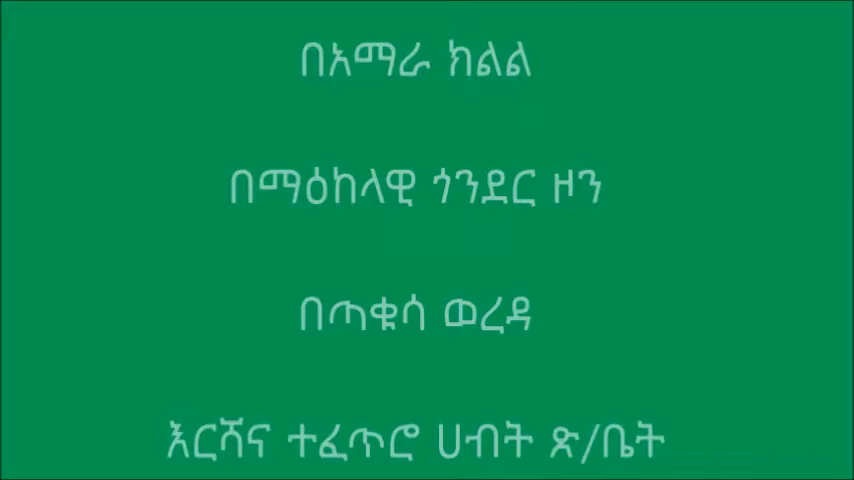 በአማራ ክልል
በማዕከላዊ ጎንደር ዞን
በጣቁሳ ወረዳ
እርሻና ተፈጥሮ ሀብት ጽ/ቤት